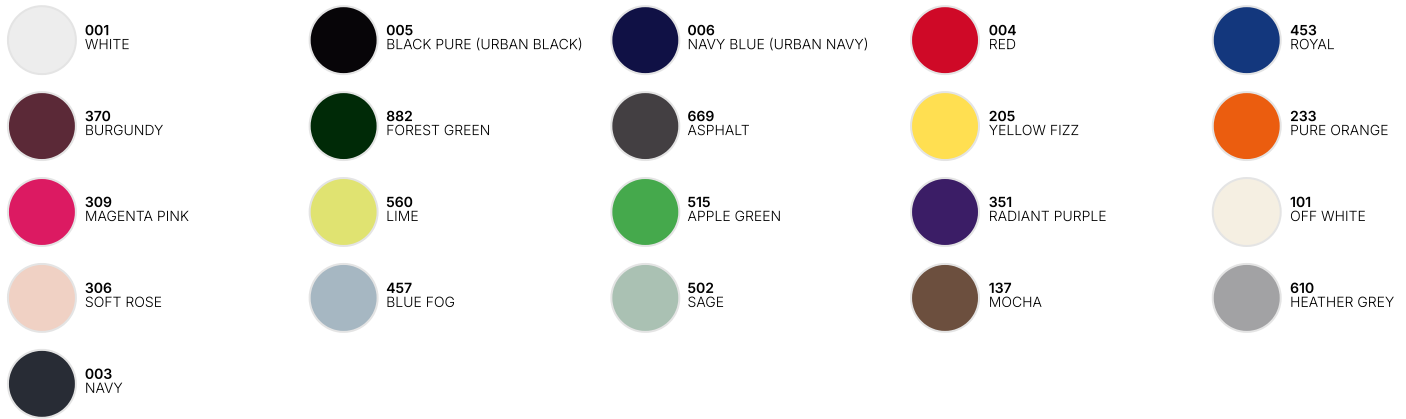 001
WHITE
005
BLACK PURE (URBAN BLACK)
006
NAVY BLUE (URBAN NAVY)
004
RED
453
ROYAL
370
BURGUNDY
882
FOREST GREEN
669
ASPHALT
205
YELLOW FIZZ
233
PURE ORANGE
309
MAGENTA PINK
560
LIME
515
APPLE GREEN
351
RADIANT PURPLE
101
OFF WHITE
306
SOFT ROSE
457
BLUE FOG
502
SAGE
137
MOCHA
610
HEATHER GREY
003
NAVY